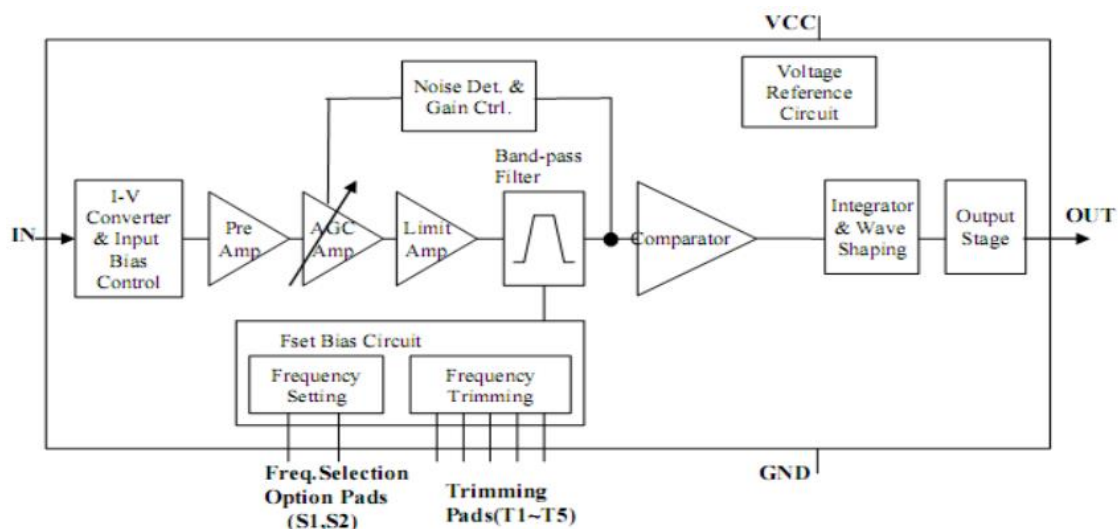 VCC
Noise Det. &
Gain Ctrl.
Voltage
Reference
Circuit
Band-pass
Filter
IN
I-V
Converter
& Input
Bias
Control
Pre
Amp
AGC
Amp
Limit
Amp
Comparator
Integrator
& Wave
Shaping
Output
Stage
OUT
Fset Bias Circuit
Frequency
Setting
Frequency
Trimming
Freq.Selection
Option Pads
(S1,S2)
Trimming
Pads(T1~T5)
GND